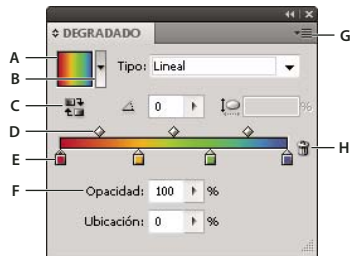 DEGRADADO
G
A
B
Tipo: Lineal
C
0
%
D
E
H
F
Opacidad: 100 %
Ubicación: 0 %